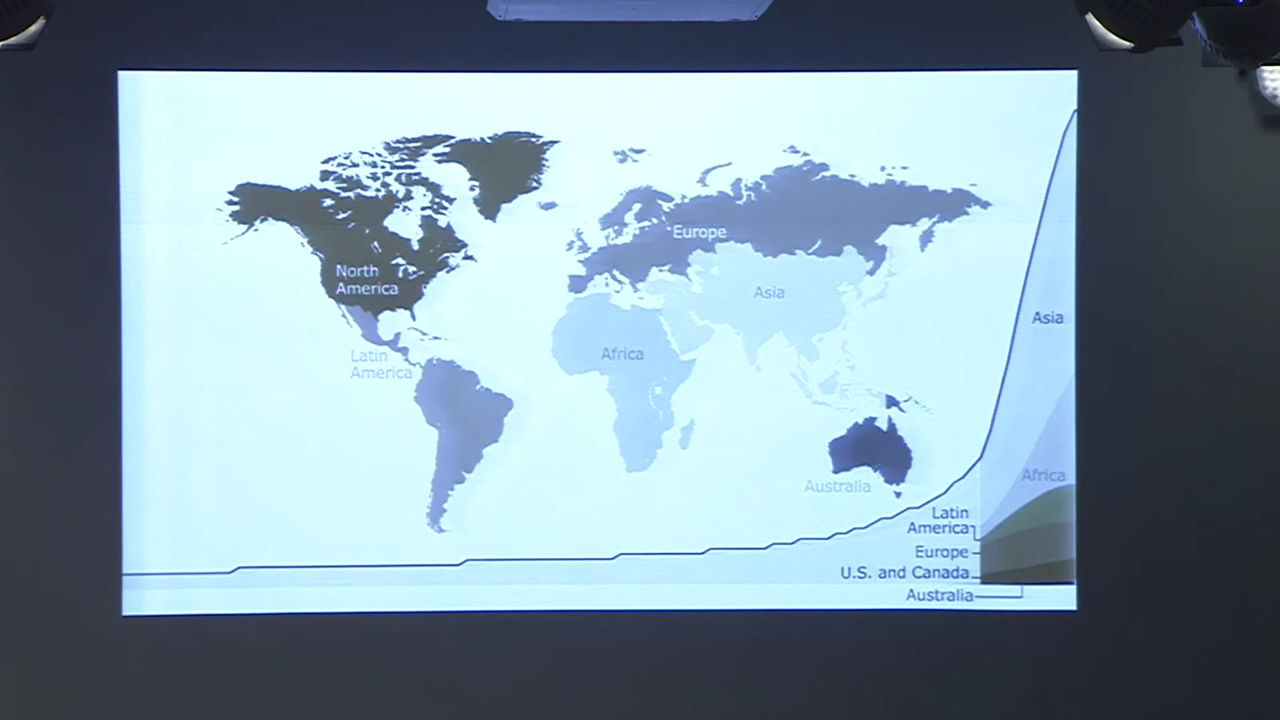 Europe
North
America
Asia
Asia
Latin
America
Africa
Africa
Australia
Latin
America
Europe
U.S. and Canada
Australia